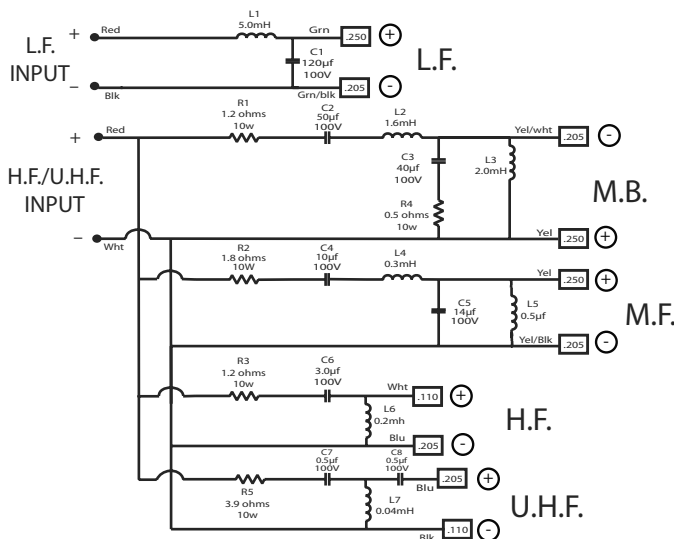 L1
5.0mH
+
Red
Grn
.250
+
L.F.
INPUT
C1
120µf
100V
L.F.
−
Blk
Grn/blk
.205
-
R1
1.2 ohms
10w
C2
50µf
100V
L2
1.6mH
+
Red
Yel/wht
.205
-
C3
40µf
100V
L3
2.0mH
H.F./U.H.F.
INPUT
R4
0.5 ohms
10w
M.B.
−
Wht
Yel
.250
+
R2
1.8 ohms
10W
C4
10µf
100V
L4
0.3mH
Yel
.250
+
C5
14µf
100V
L5
0.5µf
M.F.
Yel/Blk
.205
-
R3
1.2 ohms
10w
C6
3.0µf
100V
Wht
.110
+
L6
0.2mh
H.F.
Blu
.205
-
C7
0.5µf
100V
C8
0.5µf
100V
.205
+
Blu
R5
3.9 ohms
10w
L7
0.04mH
U.H.F.
Blk
.110
-